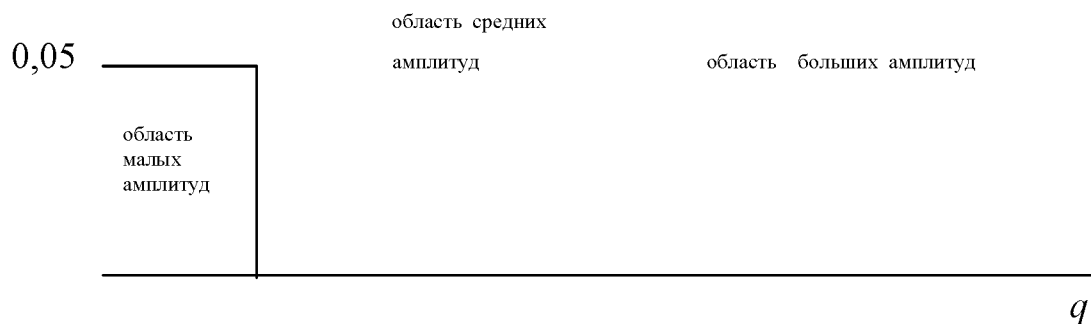 область средних
амплитуд
0,05
область больших амплитуд
область
малых
амплитуд
q